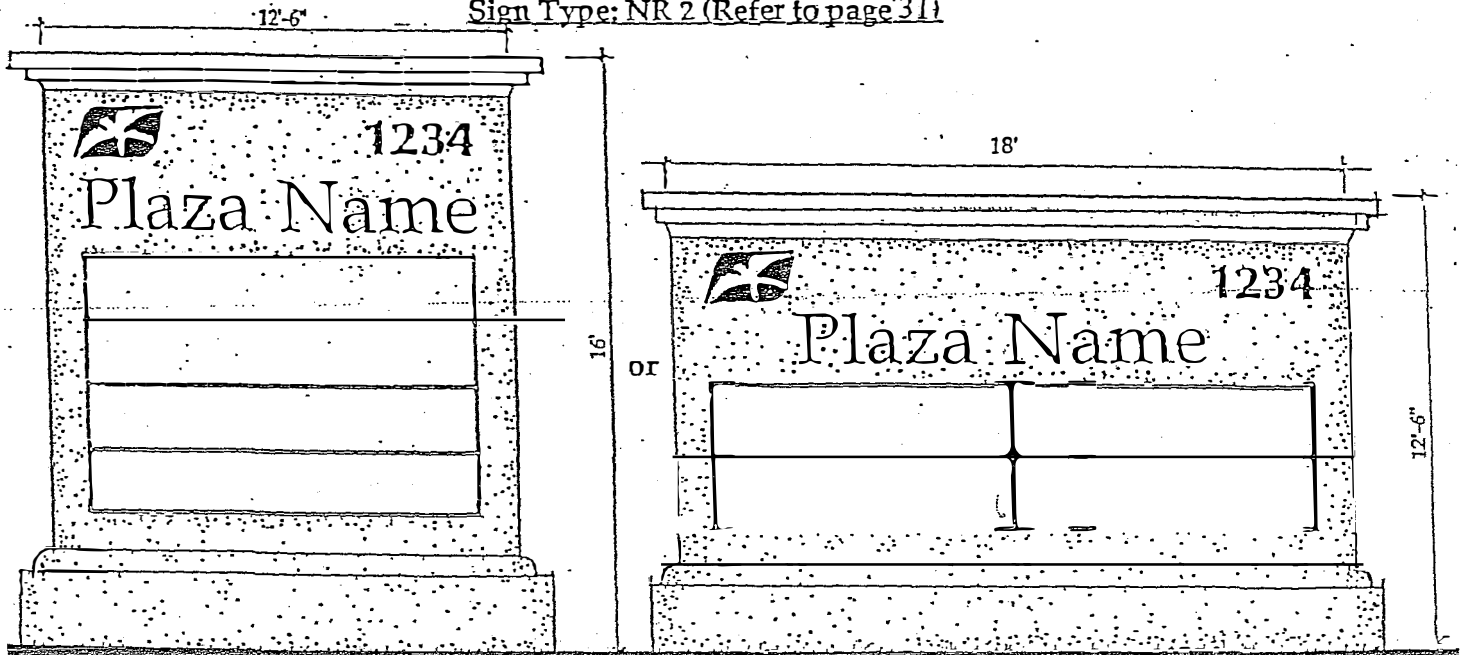 Sign Type: NR 2 (Refer to page 31)
12'-6"
1234
Plaza Name
16'
or
18'
1234
Plaza Name
12'-6"